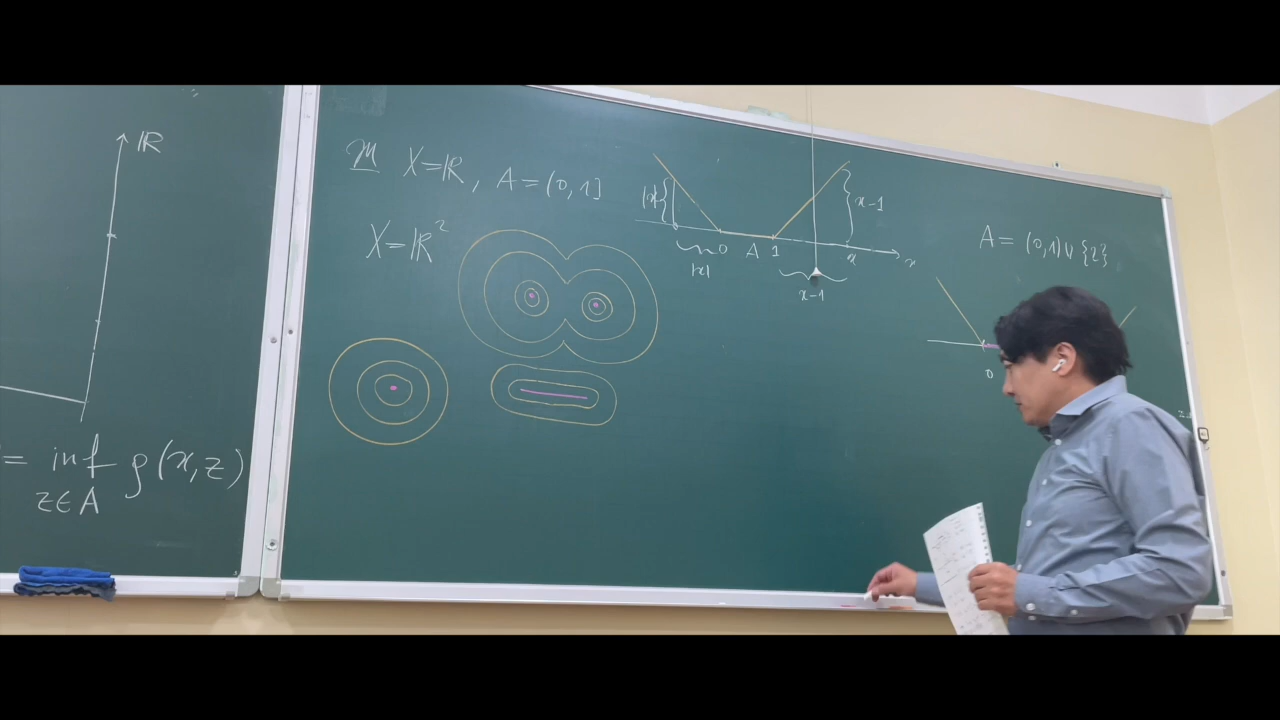 ℝ
= inf ρ(x,z)
z∈A
X=ℝ, A=(0,1]
X=ℝ²
|x|
x-1
0 A 1 x x
|x|
x-1
A=(0,1)∪{2}
0